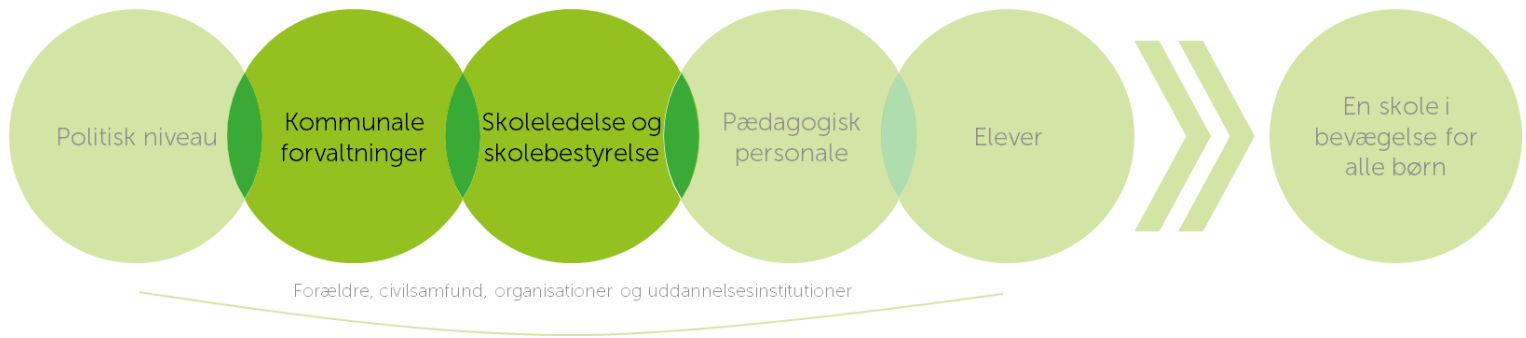 Politisk niveau
Kommunale
forvaltninger
Skoleledelse og
skolebestyrelse
Pædagogisk
personale
Elever
En skole i
bevægelse for
alle børn
Forældre, civilsamfund, organisationer og uddannelsesinstitutioner